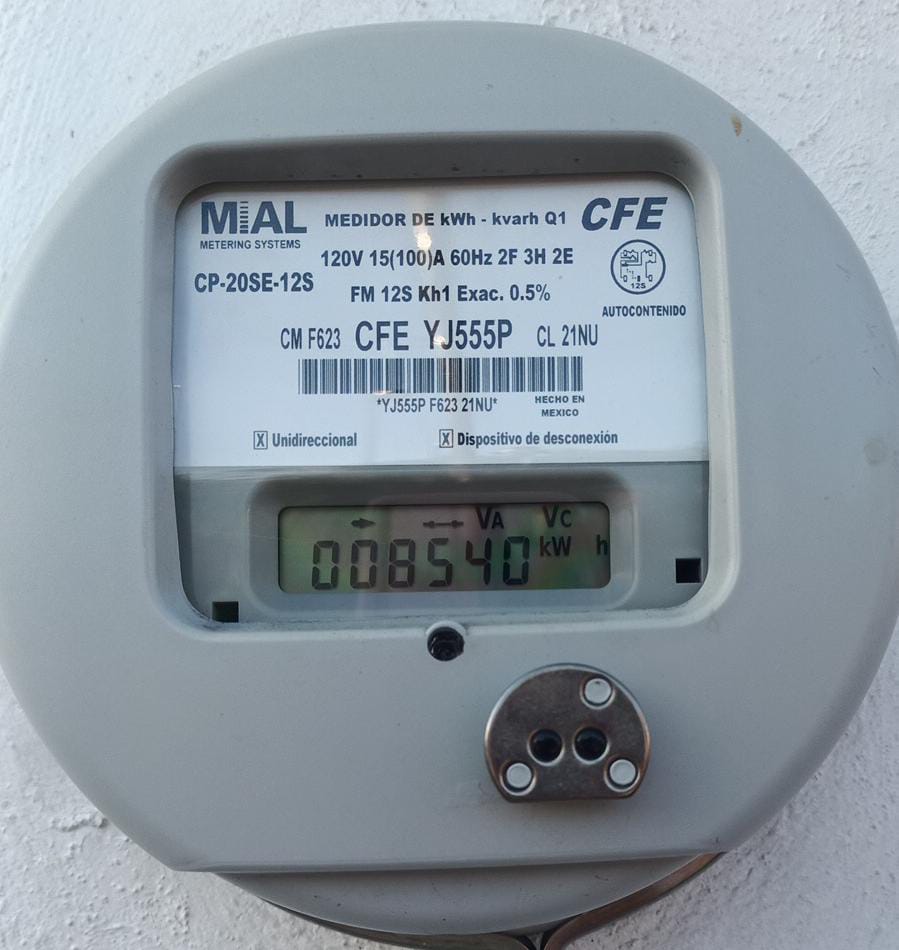 MIAL
METERING SYSTEMS
MEDIDOR DE kWh - kvarh Q1
CFE
120V 15(100)A 60Hz 2F 3H 2E
CP-20SE-12S
FM 12S Kh1 Exac. 0.5%
12S
AUTOCONTENIDO
CM F623 CFE YJ555P CL 21NU
*YJ555P F623 21NU*
HECHO EN
MEXICO
X Unidireccional
X Dispositivo de desconexión
VA VC
008540 kW h